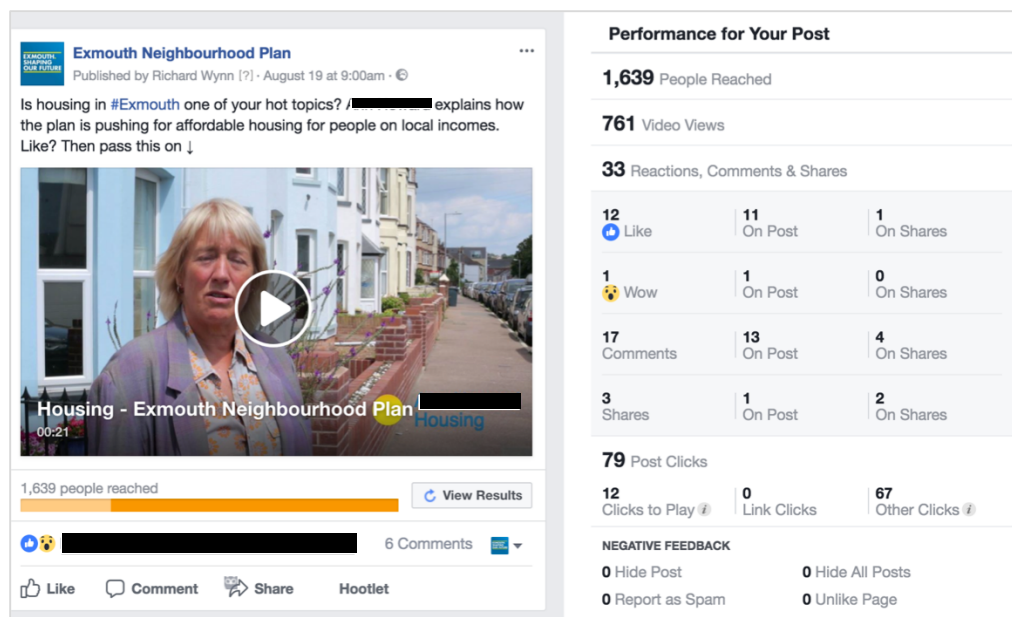 EXMOUTH,
SHAPING
OUR FUTURE
Exmouth Neighbourhood Plan
Published by Richard Wynn [?] · August 19 at 9:00am ·
Is housing in #Exmouth one of your hot topics? explains how
the plan is pushing for affordable housing for people on local incomes.
Like? Then pass this on ↓
Housing - Exmouth Neighbourhood Plan
Housing
00:21
1,639 people reached
View Results
6 Comments
Like Comment Share Hootlet
Performance for Your Post
1,639 People Reached
761 Video Views
33 Reactions, Comments & Shares
12 11 1
Like On Post On Shares
1 1 0
Wow On Post On Shares
17 13 4
Comments On Post On Shares
3 1 2
Shares On Post On Shares
79 Post Clicks
12 0 67
Clicks to Play i Link Clicks Other Clicks i
NEGATIVE FEEDBACK
0 Hide Post 0 Hide All Posts
0 Report as Spam 0 Unlike Page